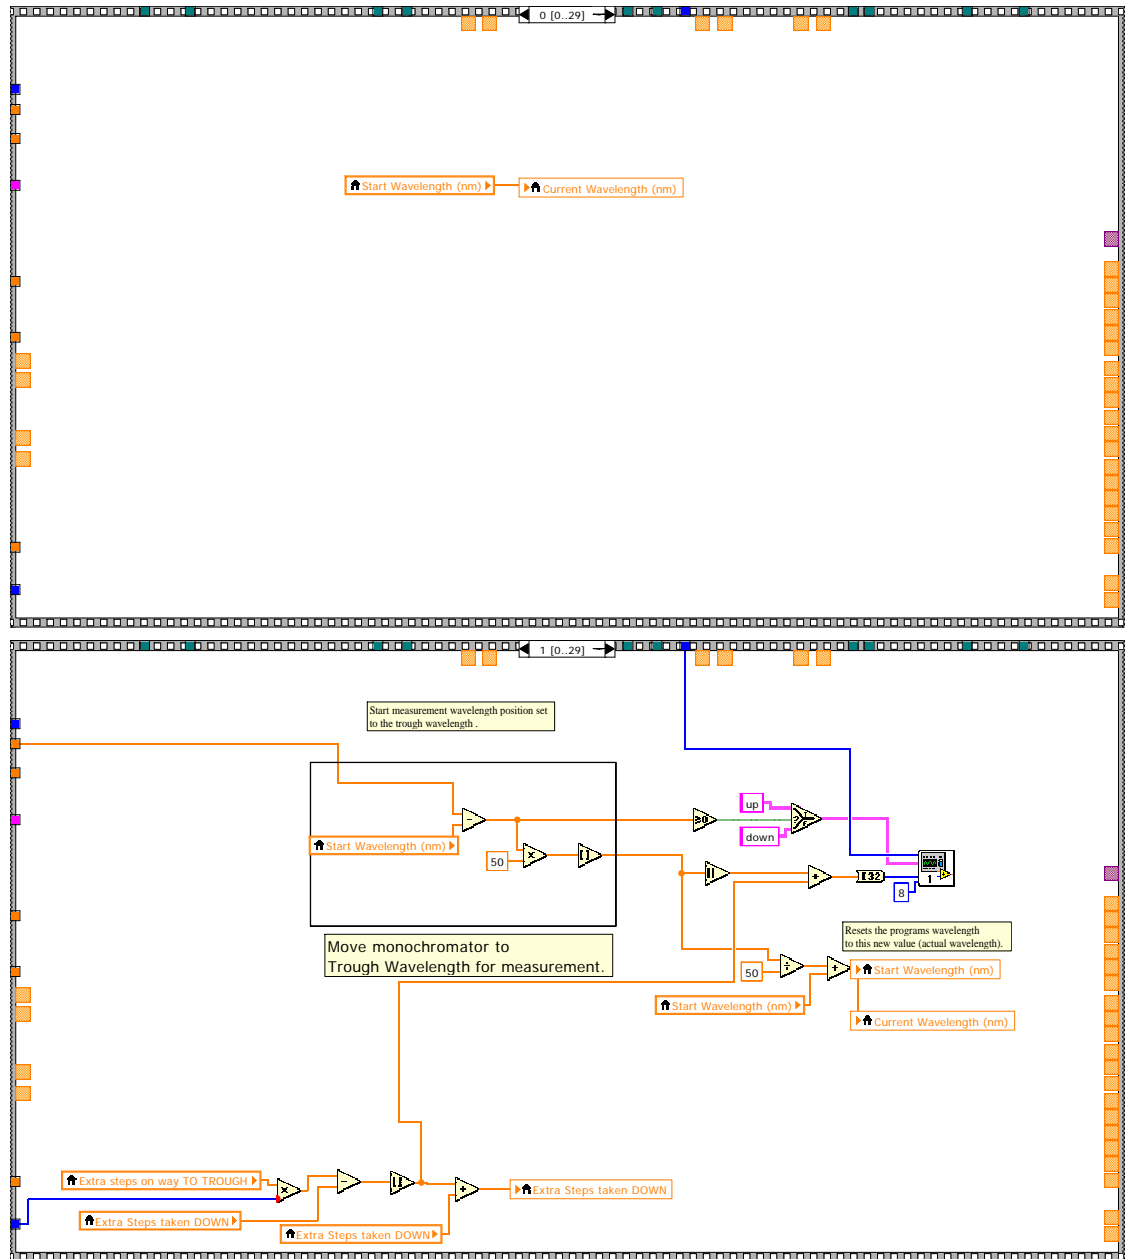 0 [0..29]
Start Wavelength (nm)
Current Wavelength (nm)
1 [0..29]
Start measurement wavelength position set
to the trough wavelength .
up
down
Start Wavelength (nm)
50
I32
1
8
Resets the programs wavelength
to this new value (actual wavelength).
Move monochromator to
Trough Wavelength for measurement.
50
Start Wavelength (nm)
Start Wavelength (nm)
Current Wavelength (nm)
Extra steps on way TO TROUGH
Extra Steps taken DOWN
Extra Steps taken DOWN
Extra Steps taken DOWN